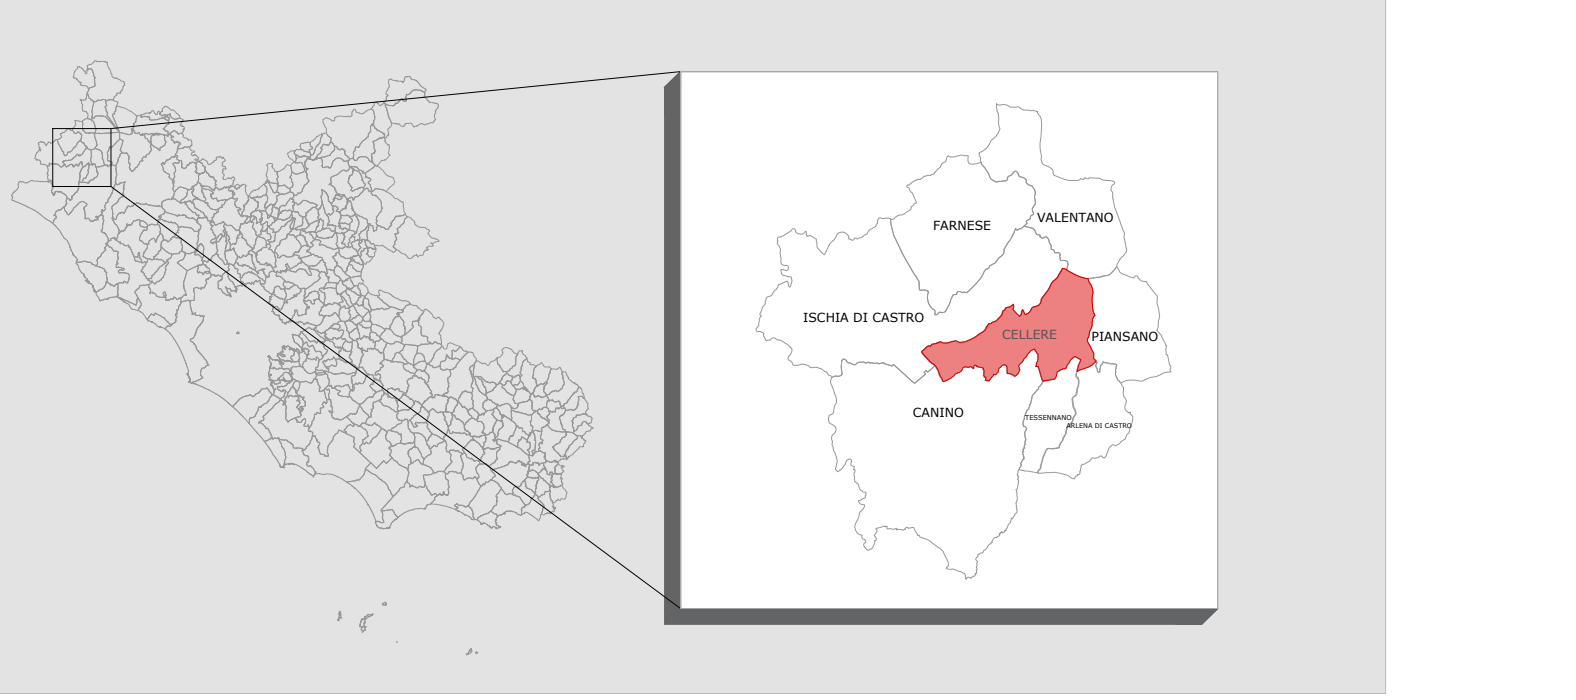 VALENTANO
FARNESE
ISCHIA DI CASTRO
CELLERE
PIANSANO
CANINO
TESSENNANO
ARLENA DI CASTRO